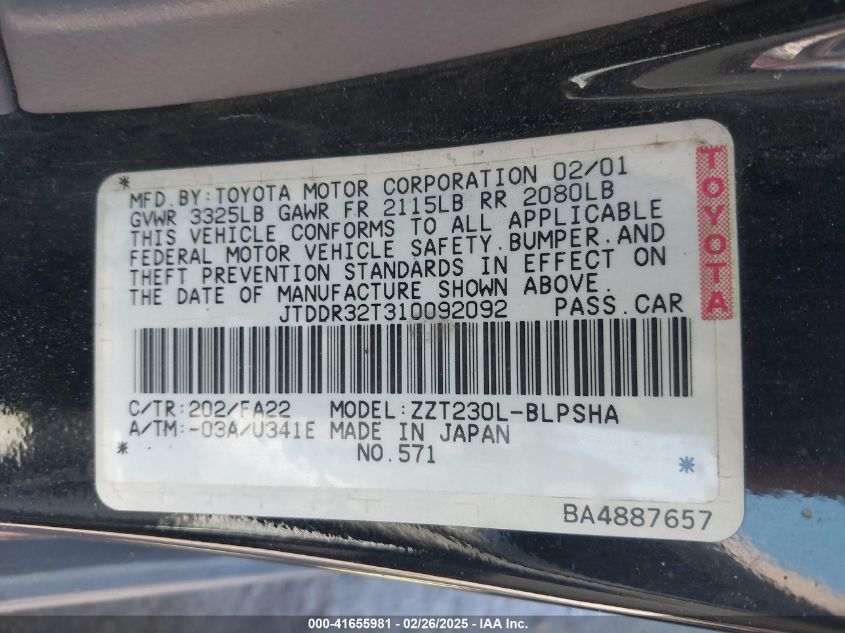 MFD.BY:TOYOTA MOTOR CORPORATION 02/01
GVWR 3325LB GAWR FR 2115LB RR 2080LB
THIS VEHICLE CONFORMS TO ALL APPLICABLE
FEDERAL MOTOR VEHICLE SAFETY.BUMPER.AND
THEFT PREVENTION STANDARDS IN EFFECT ON
THE DATE OF MANUFACTURE SHOWN ABOVE.
JTDDR32T310092092 PASS.CAR
TOYOTA
C/TR:202/FA22 MODEL:ZZT230L-BLPSHA
A/TM:-03A/U341E MADE IN JAPAN
NO.571
BA4887657
000-41655981 - 02/26/2025 - IAA Inc.